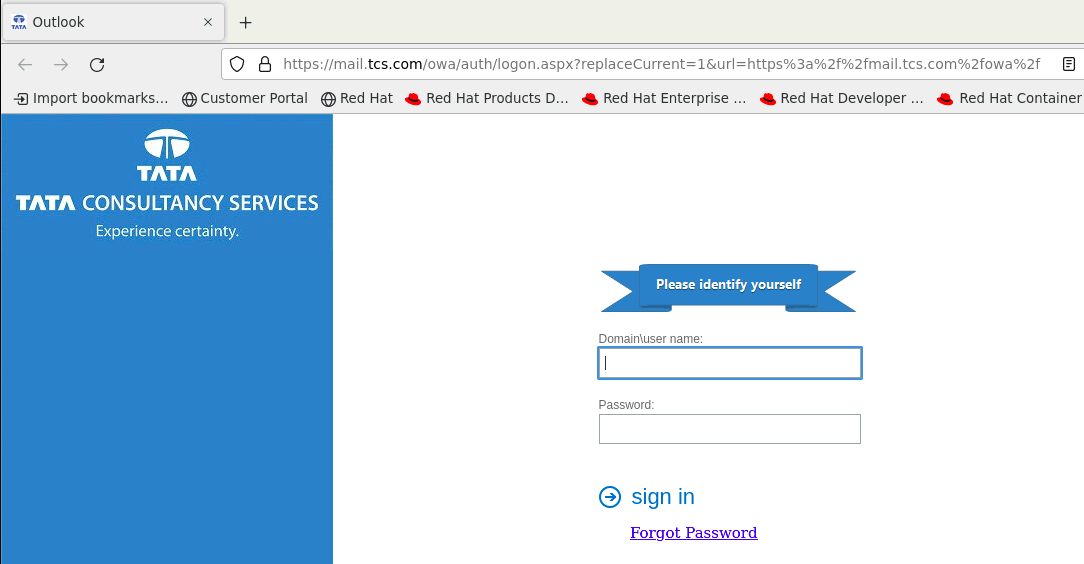 TATA
Outlook
https://mail.tcs.com/owa/auth/logon.aspx?replaceCurrent=1&url=https%3a%2f%2fmail.tcs.com%2fowa%2f
Import bookmarks... Customer Portal Red Hat Red Hat Products D... Red Hat Enterprise ... Red Hat Developer ... Red Hat Container
TATA
TATA CONSULTANCY SERVICES
Experience certainty.
Please identify yourself
Domain\user name:
Password:
sign in
Forgot Password